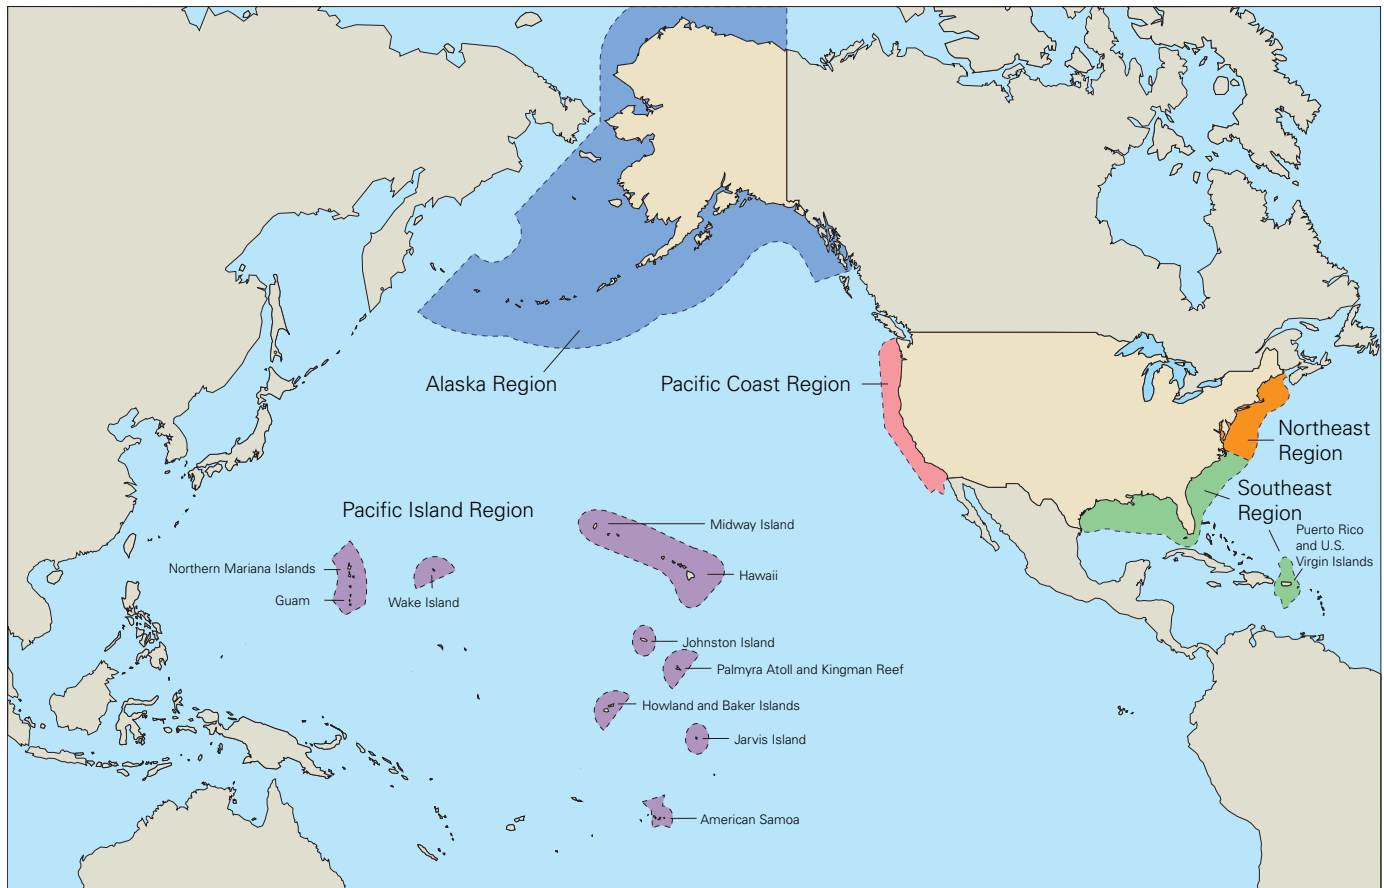 Alaska Region
Pacific Coast Region
Northeast
Region
Southeast
Region
Puerto Rico
and U.S.
Virgin Islands
Pacific Island Region
Midway Island
Northern Mariana Islands
Hawaii
Guam
Wake Island
Johnston Island
Palmyra Atoll and Kingman Reef
Howland and Baker Islands
Jarvis Island
American Samoa